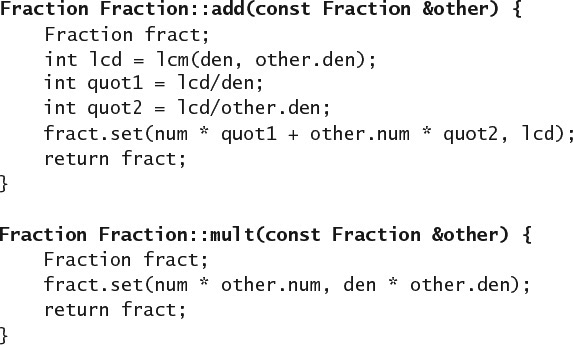 Fraction Fraction::add(const Fraction &other) {
    Fraction fract;
    int lcd = lcm(den, other.den);
    int quot1 = lcd/den;
    int quot2 = lcd/other.den;
    fract.set(num * quot1 + other.num * quot2, lcd);
    return fract;
}

Fraction Fraction::mult(const Fraction &other) {
    Fraction fract;
    fract.set(num * other.num, den * other.den);
    return fract;
}